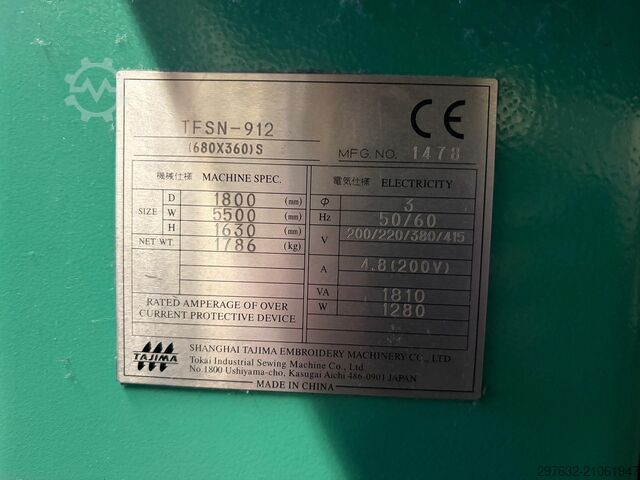 CE
TFSN-912
(680X360)S
MFG. NO. 1478
機械仕様 MACHINE SPEC.
SIZE
D 1800 (mm)
W 5500 (mm)
H 1630 (mm)
NET WT. 1786 (kg)
RATED AMPERAGE OF OVER
CURRENT PROTECTIVE DEVICE
電気仕様 ELECTRICITY
Φ 3
Hz 50/60
V 200/220/380/415
A 4.8(200V)
VA 1810
W 1280
TAJIMA
SHANGHAI TAJIMA EMBROIDERY MACHINERY CO., LTD.
Tokai Industrial Sewing Machine Co., Ltd.
No.1800 Ushiyama-cho, Kasugai Aichi 486-0901 JAPAN
MADE IN CHINA
297632-21061947